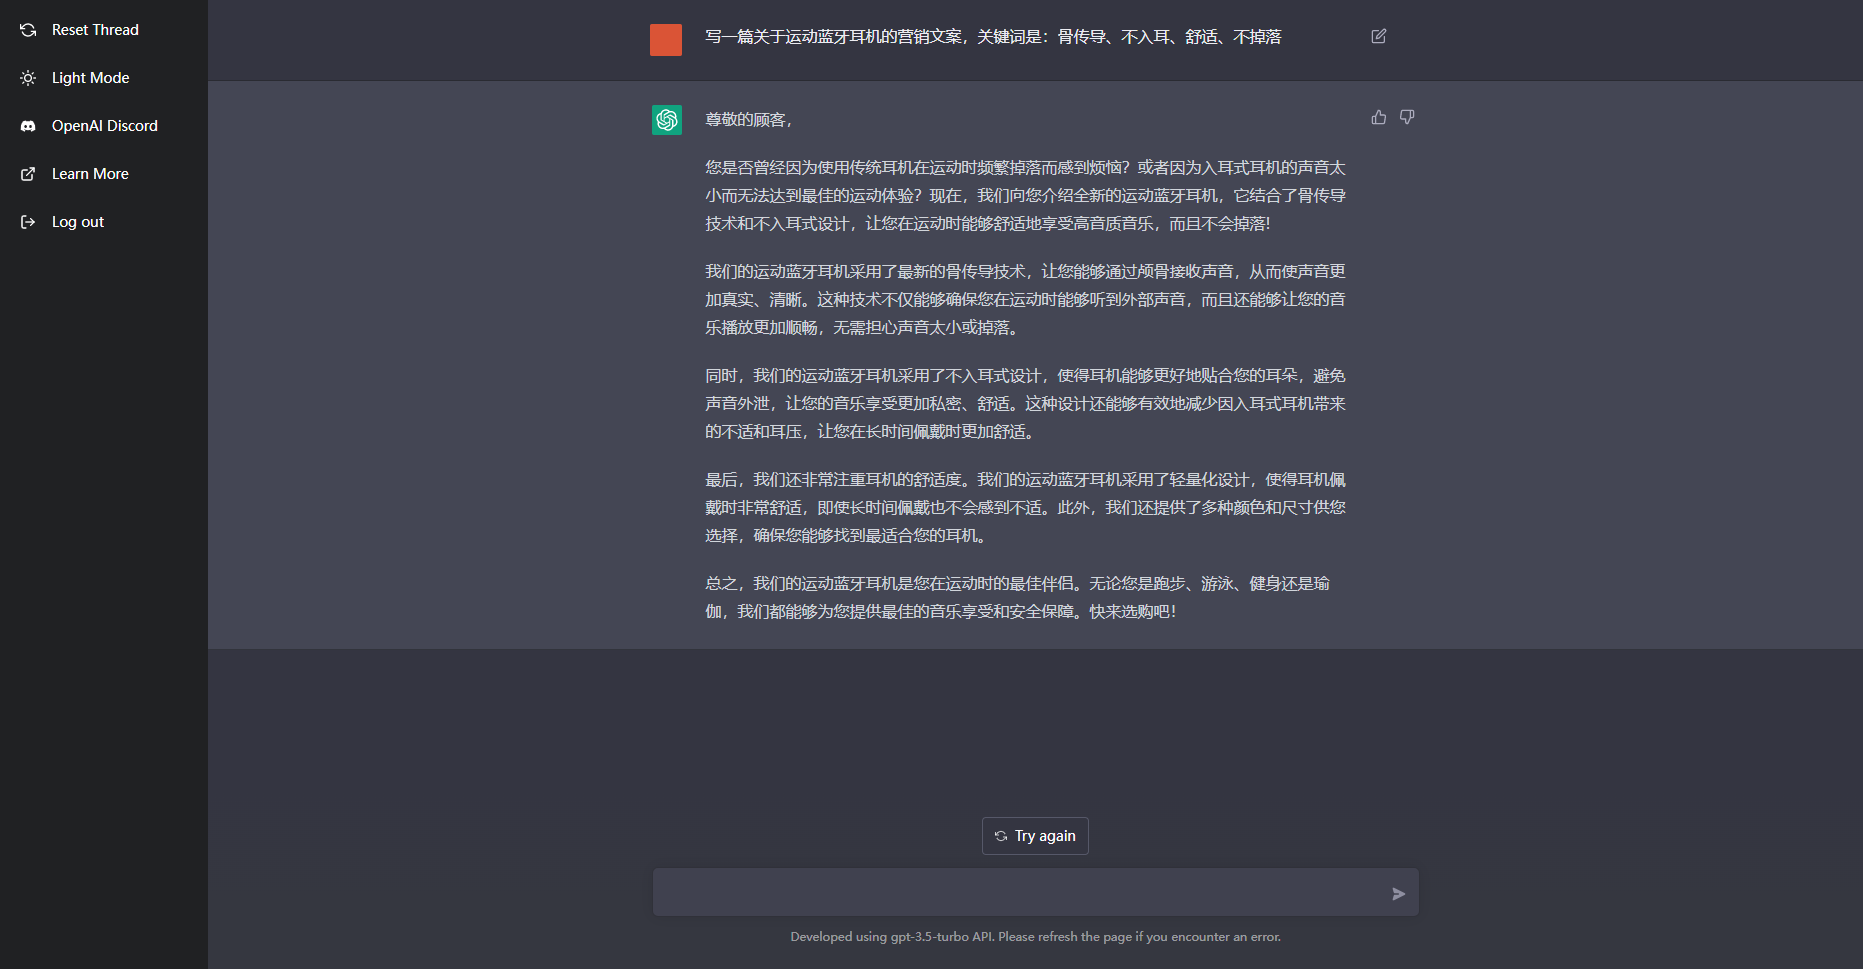 Reset Thread
Light Mode
OpenAI Discord
Learn More
Log out
写一篇关于运动蓝牙耳机的营销文案，关键词是：骨传导、不入耳、舒适、不掉落
尊敬的顾客，
您是否曾经因为使用传统耳机在运动时频繁掉落而感到烦恼？或者因为入耳式耳机的声音太
小而无法达到最佳的运动体验？现在，我们向您介绍全新的运动蓝牙耳机，它结合了骨传导
技术和不入耳式设计，让您在运动时能够舒适地享受高音质音乐，而且不会掉落！
我们的运动蓝牙耳机采用了最新的骨传导技术，让您能够通过颅骨接收声音，从而使声音更
加真实、清晰。这种技术不仅能够确保您在运动时能够听到外部声音，而且还能够让您的音
乐播放更加顺畅，无需担心声音太小或掉落。
同时，我们的运动蓝牙耳机采用了不入耳式设计，使得耳机能够更好地贴合您的耳朵，避免
声音外泄，让您的音乐享受更加私密、舒适。这种设计还能够有效地减少因入耳式耳机带来
的不适和耳压，让您在长时间佩戴时更加舒适。
最后，我们还非常注重耳机的舒适度。我们的运动蓝牙耳机采用了轻量化设计，使得耳机佩
戴时非常舒适，即使长时间佩戴也不会感到不适。此外，我们还提供了多种颜色和尺寸供您
选择，确保您能够找到最适合您的耳机。
总之，我们的运动蓝牙耳机是您在运动时的最佳伴侣。无论您是跑步、游泳、健身还是瑜
伽，我们都能够为您提供最佳的音乐享受和安全保障。快来选购吧！
Try again
Developed using gpt-3.5-turbo API. Please refresh the page if you encounter an error.